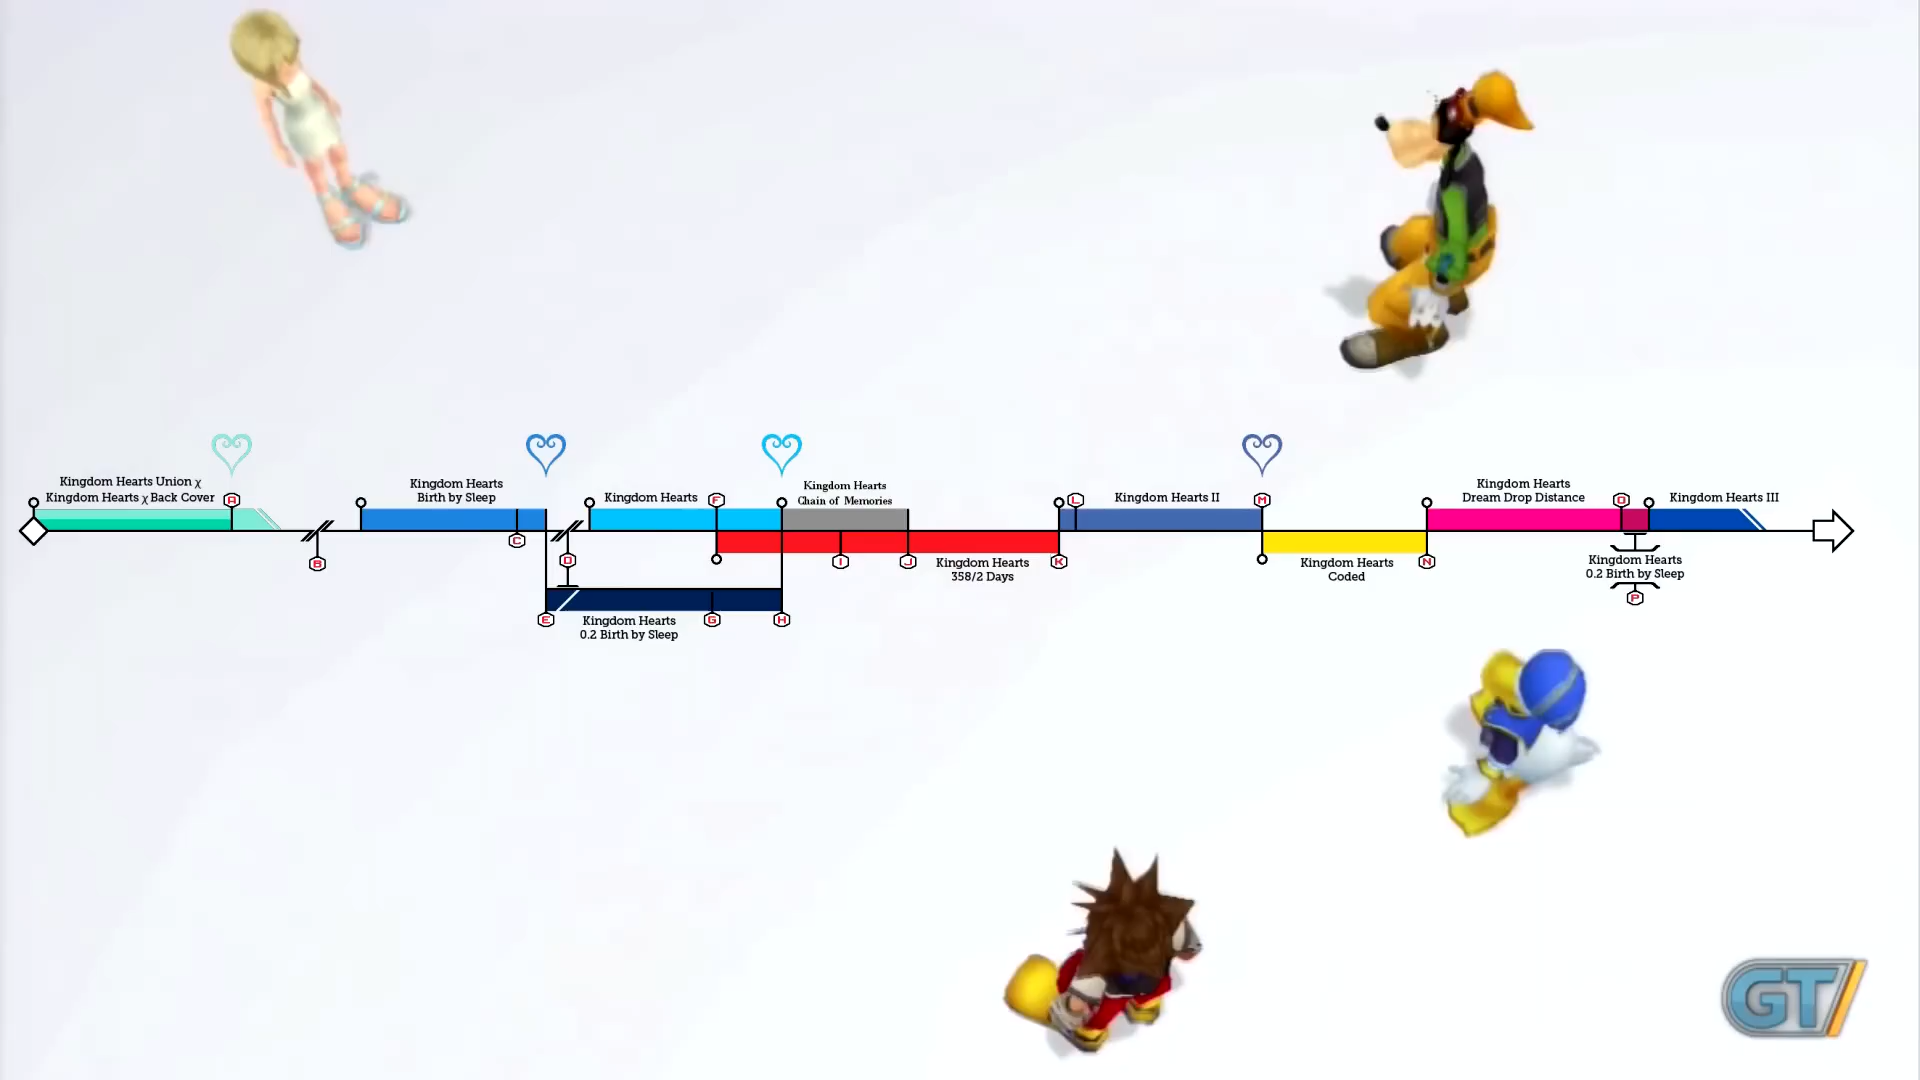 Kingdom Hearts Union χ
Kingdom Hearts χ Back Cover
A
B
Kingdom Hearts
Birth by Sleep
C
D
E
Kingdom Hearts
F
Kingdom Hearts
0.2 Birth by Sleep
G
H
Kingdom Hearts
Chain of Memories
I
J
Kingdom Hearts
358/2 Days
K
L
Kingdom Hearts II
M
Kingdom Hearts
Coded
N
Kingdom Hearts
Dream Drop Distance
O
Kingdom Hearts III
Kingdom Hearts
0.2 Birth by Sleep
P
GT